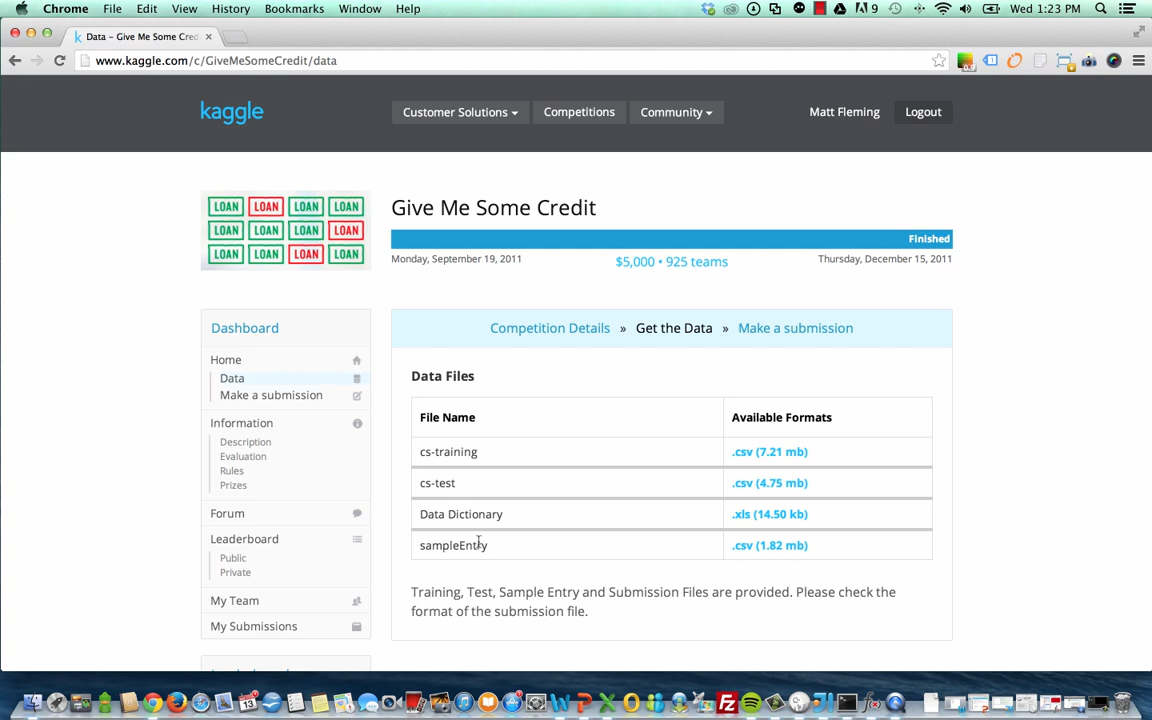 Chrome File Edit View History Bookmarks Window Help 9 Wed 1:23 PM
Data – Give Me Some Cred
www.kaggle.com/c/GiveMeSomeCredit/data
kaggle Customer Solutions Competitions Community Matt Fleming Logout
LOAN LOAN LOAN LOAN
LOAN LOAN LOAN LOAN
LOAN LOAN LOAN LOAN
Give Me Some Credit
Finished
Monday, September 19, 2011 $5,000 • 925 teams Thursday, December 15, 2011
Dashboard
Home
Data
Make a submission
Information
Description
Evaluation
Rules
Prizes
Forum
Leaderboard
Public
Private
My Team
My Submissions
Competition Details » Get the Data » Make a submission
Data Files
File Name Available Formats
cs-training .csv (7.21 mb)
cs-test .csv (4.75 mb)
Data Dictionary .xls (14.50 kb)
sampleEntry .csv (1.82 mb)
Training, Test, Sample Entry and Submission Files are provided. Please check the
format of the submission file.